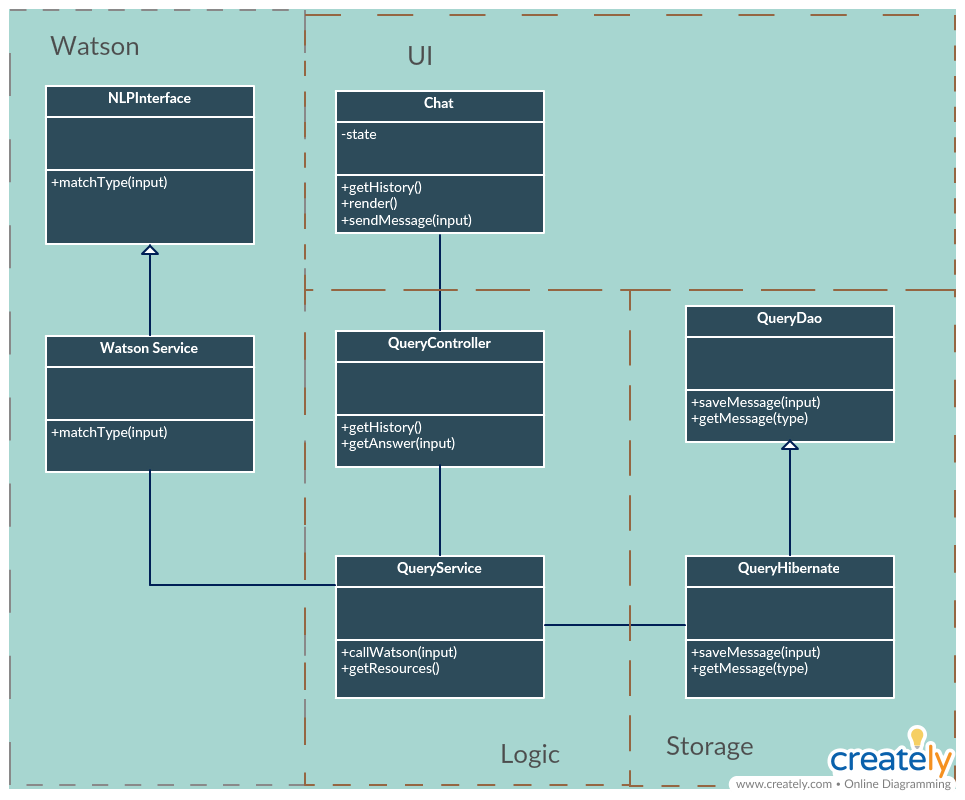 Watson
NLPInterface
+matchType(input)
Watson Service
+matchType(input)
UI
Chat
-state
+getHistory()
+render()
+sendMessage(input)
QueryController
+getHistory()
+getAnswer(input)
QueryService
+callWatson(input)
+getResources()
Logic
QueryDao
+saveMessage(input)
+getMessage(type)
QueryHibernate
+saveMessage(input)
+getMessage(type)
Storage
creately
www.creately.com • Online Diagramming